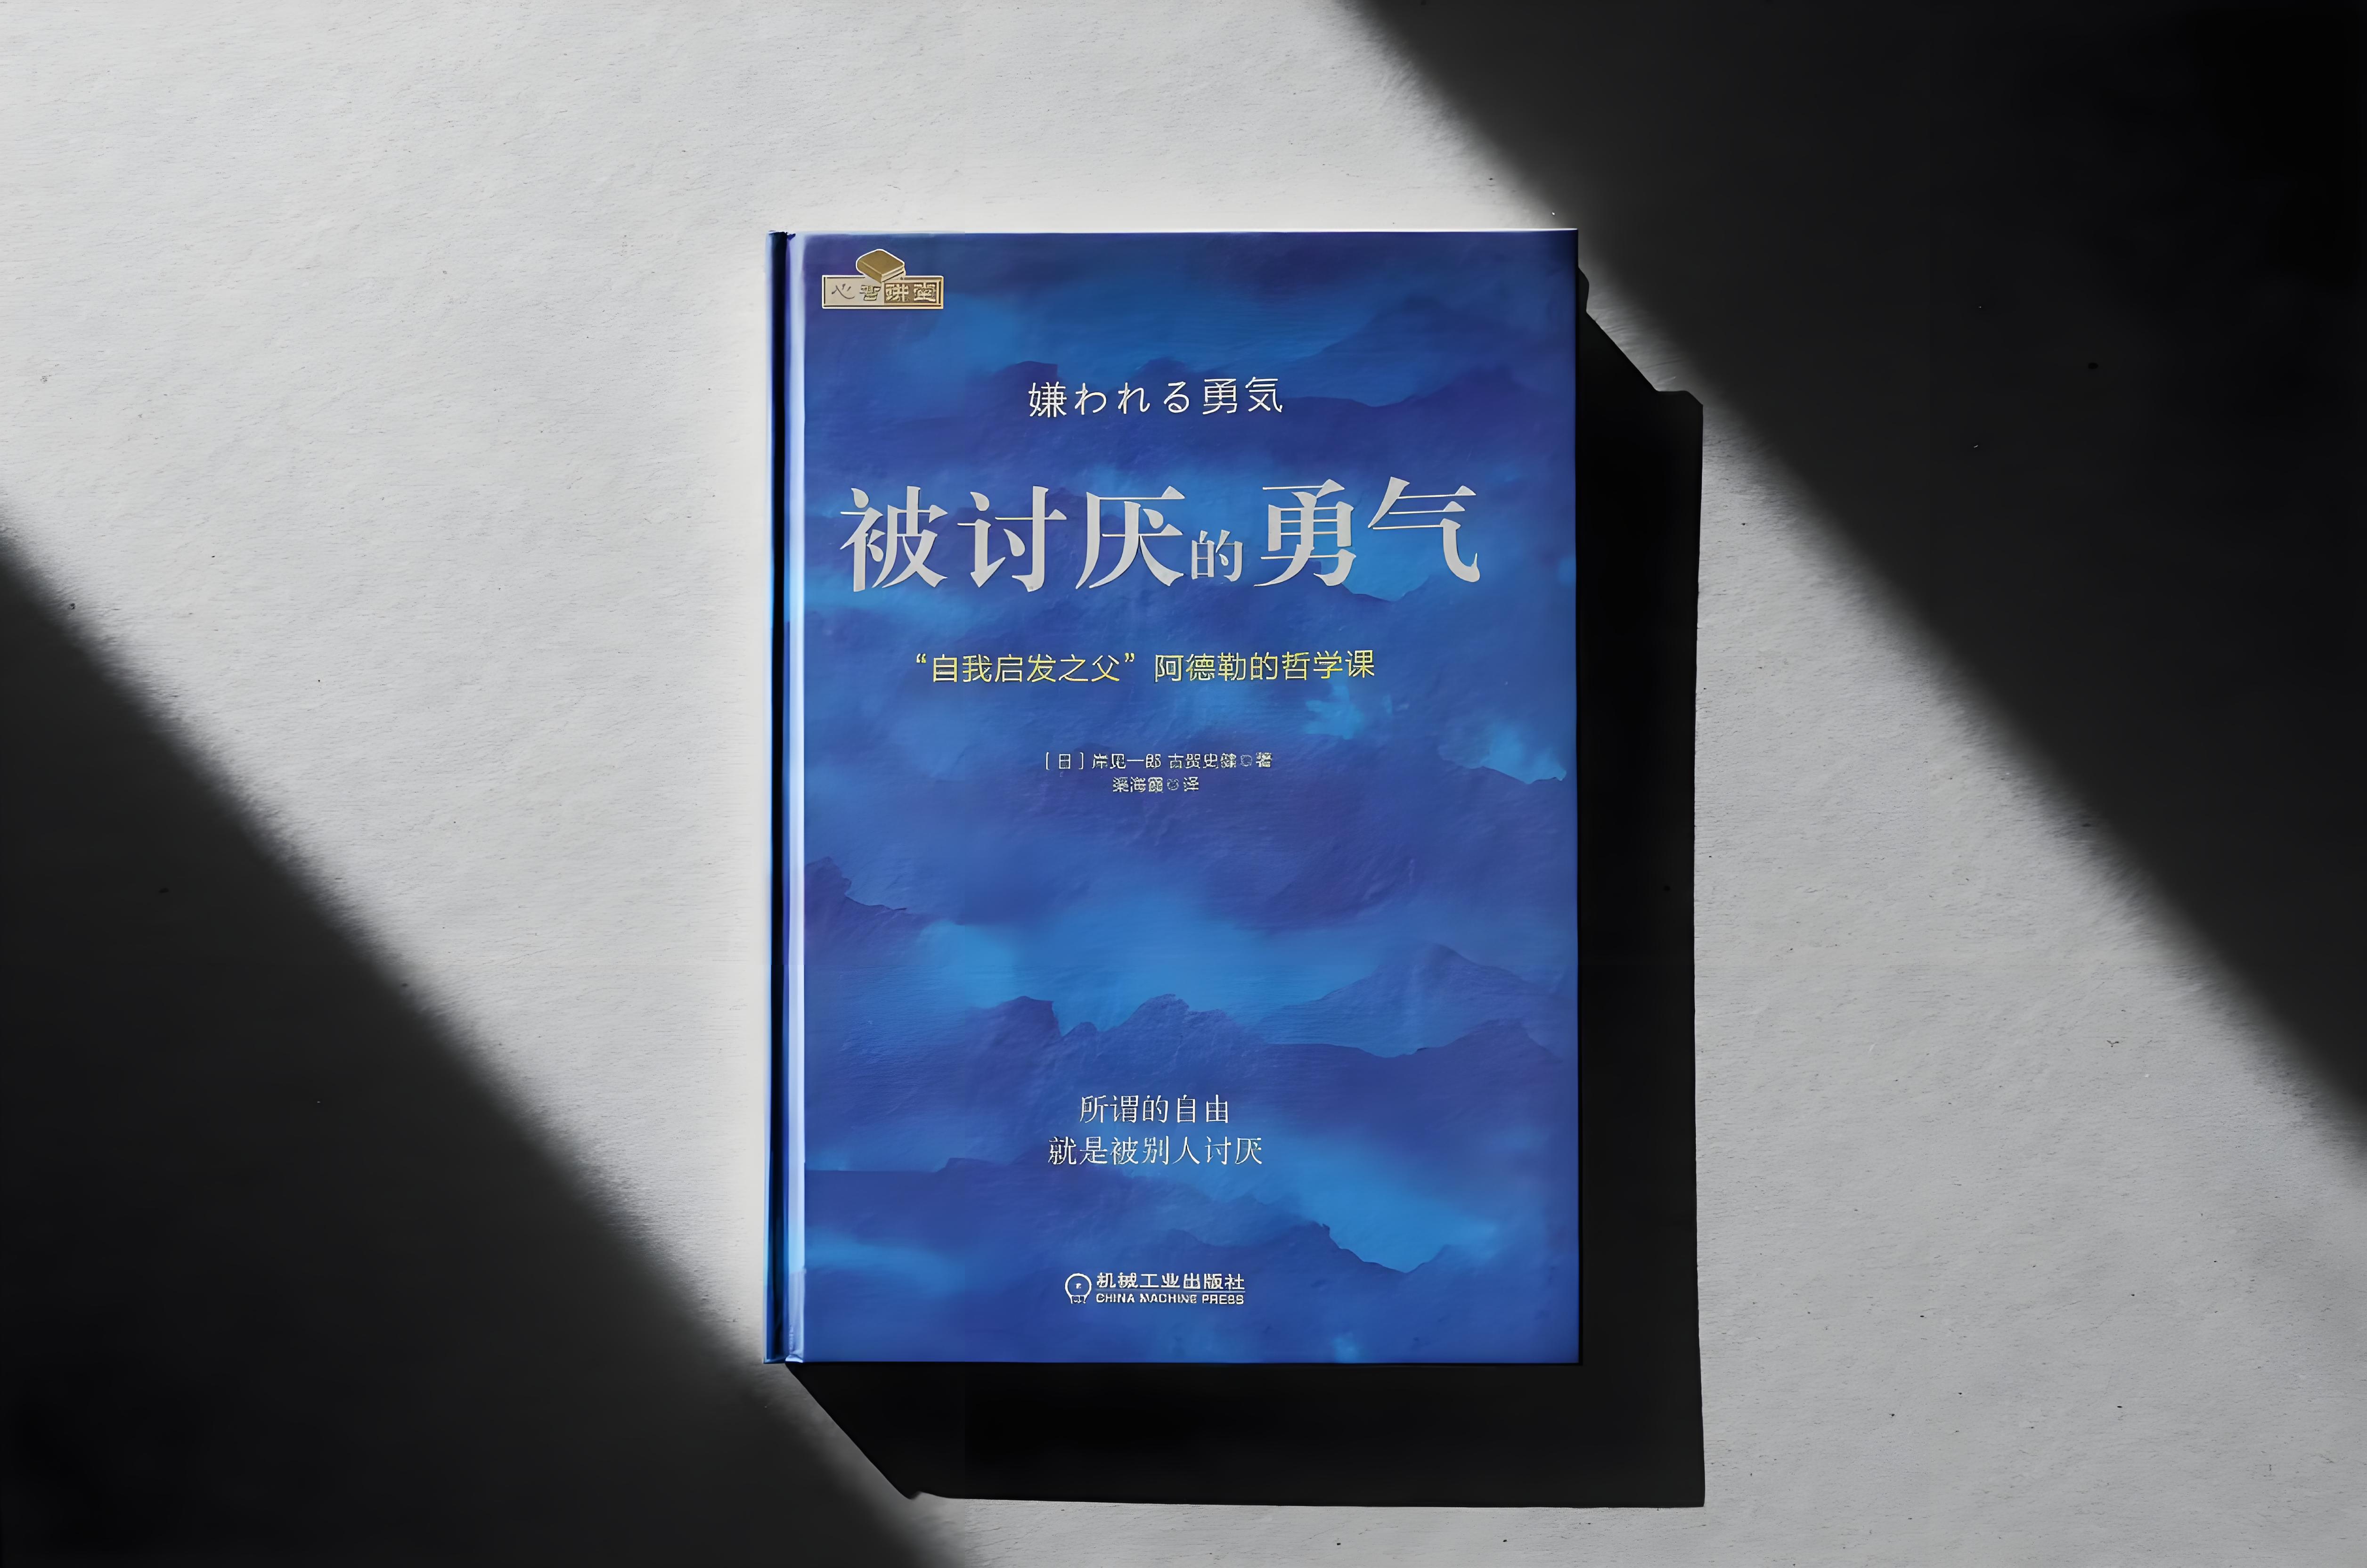 心智讲堂
嫌われる勇気
被讨厌的勇气
“自我启发之父”阿德勒的哲学课
［日］岸见一郎 古贺史健 著
渠海霞 译
所谓的自由
就是被别人讨厌
机械工业出版社
CHINA MACHINE PRESS